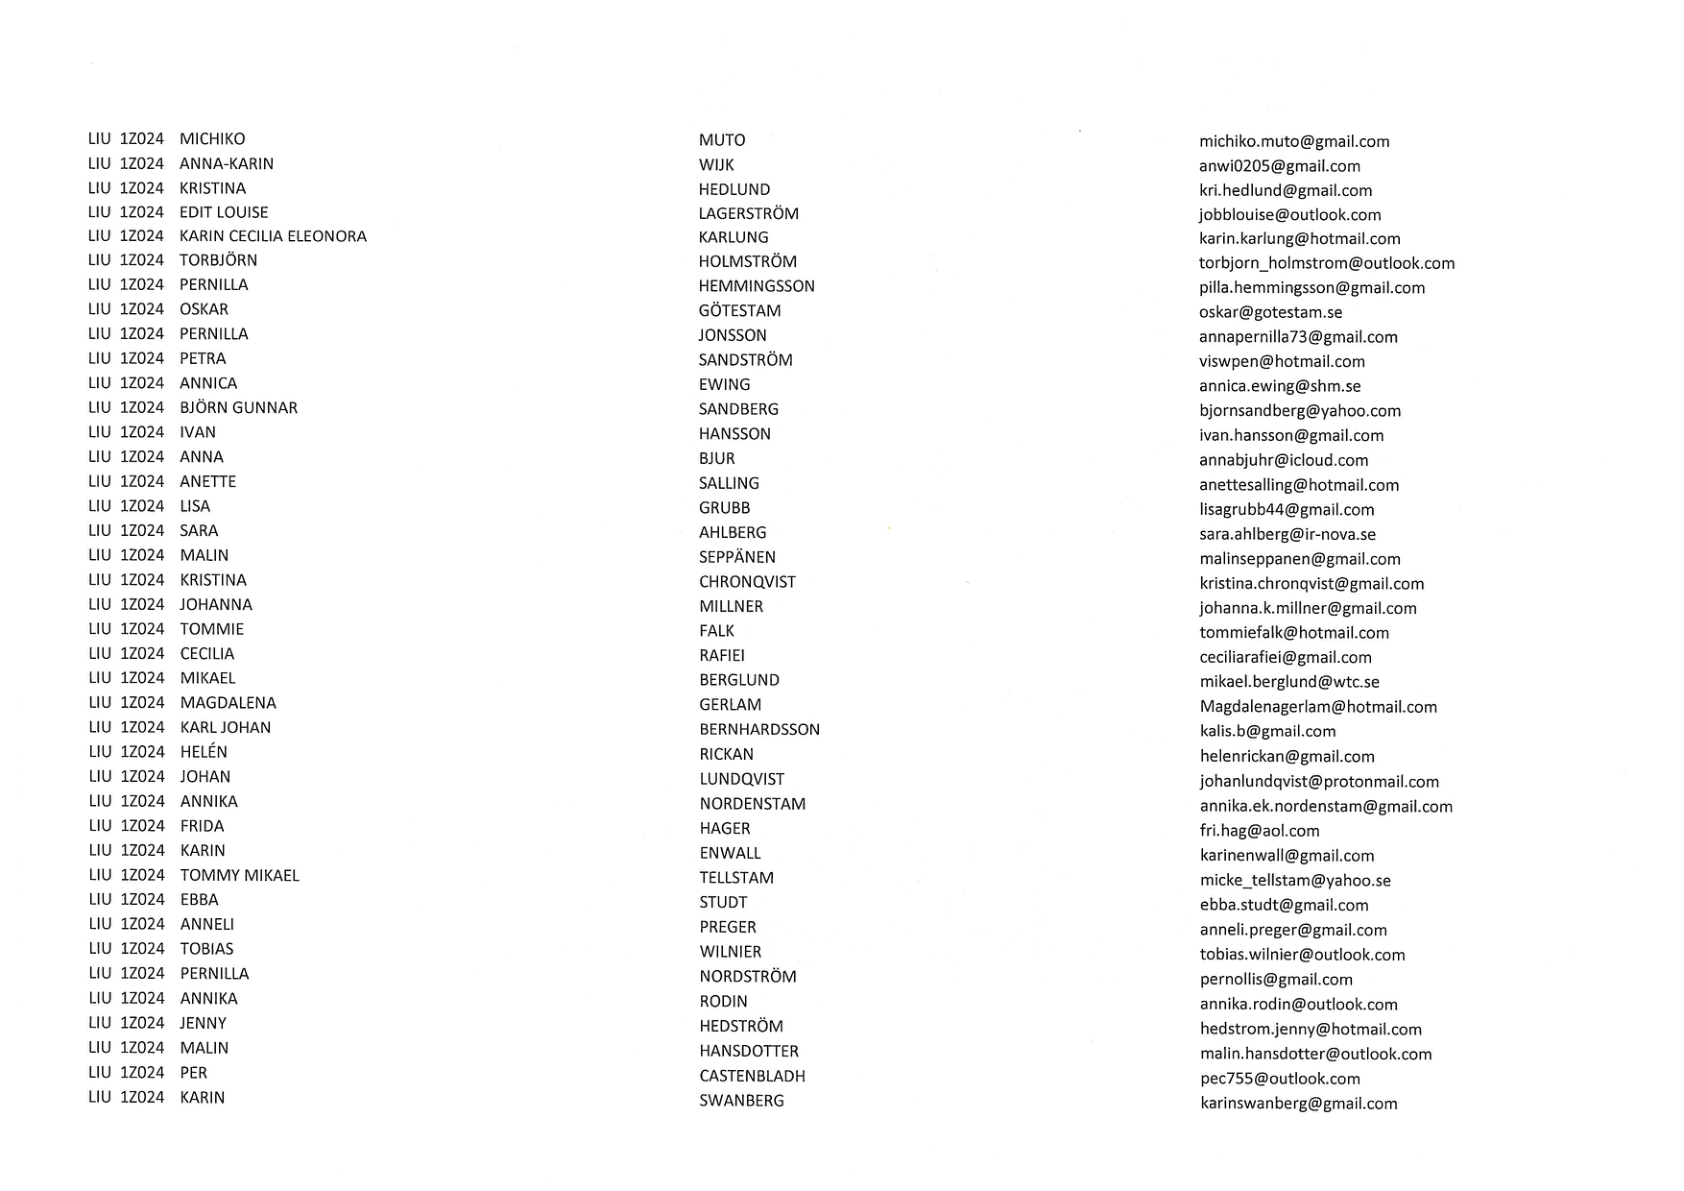 LIU 1Z024 MICHIKO MUTO michiko.muto@gmail.com
LIU 1Z024 ANNA-KARIN WIJK anwi0205@gmail.com
LIU 1Z024 KRISTINA HEDLUND kri.hedlund@gmail.com
LIU 1Z024 EDIT LOUISE LAGERSTRÖM jobblouise@outlook.com
LIU 1Z024 KARIN CECILIA ELEONORA KARLUNG karin.karlung@hotmail.com
LIU 1Z024 TORBJÖRN HOLMSTRÖM torbjorn_holmstrom@outlook.com
LIU 1Z024 PERNILLA HEMMINGSSON pilla.hemmingsson@gmail.com
LIU 1Z024 OSKAR GÖTESTAM oskar@gotestam.se
LIU 1Z024 PERNILLA JONSSON annapernilla73@gmail.com
LIU 1Z024 PETRA SANDSTRÖM viswpen@hotmail.com
LIU 1Z024 ANNICA EWING annica.ewing@shm.se
LIU 1Z024 BJÖRN GUNNAR SANDBERG bjornsandberg@yahoo.com
LIU 1Z024 IVAN HANSSON ivan.hansson@gmail.com
LIU 1Z024 ANNA BJUR annabjuhr@icloud.com
LIU 1Z024 ANETTE SALLING anettesalling@hotmail.com
LIU 1Z024 LISA GRUBB lisagrubb44@gmail.com
LIU 1Z024 SARA AHLBERG sara.ahlberg@ir-nova.se
LIU 1Z024 MALIN SEPPÄNEN malinseppanen@gmail.com
LIU 1Z024 KRISTINA CHRONQVIST kristina.chronqvist@gmail.com
LIU 1Z024 JOHANNA MILLNER johanna.k.millner@gmail.com
LIU 1Z024 TOMMIE FALK tommiefalk@hotmail.com
LIU 1Z024 CECILIA RAFIEI ceciliarafiei@gmail.com
LIU 1Z024 MIKAEL BERGLUND mikael.berglund@wtc.se
LIU 1Z024 MAGDALENA GERLAM Magdalenagerlam@hotmail.com
LIU 1Z024 KARL JOHAN BERNHARDSSON kalis.b@gmail.com
LIU 1Z024 HELÉN RICKAN helenrickan@gmail.com
LIU 1Z024 JOHAN LUNDQVIST johanlundqvist@protonmail.com
LIU 1Z024 ANNIKA NORDENSTAM annika.ek.nordenstam@gmail.com
LIU 1Z024 FRIDA HAGER fri.hag@aol.com
LIU 1Z024 KARIN ENWALL karinenwall@gmail.com
LIU 1Z024 TOMMY MIKAEL TELLSTAM micke_tellstam@yahoo.se
LIU 1Z024 EBBA STUDT ebba.studt@gmail.com
LIU 1Z024 ANNELI PREGER anneli.preger@gmail.com
LIU 1Z024 TOBIAS WILNIER tobias.wilnier@outlook.com
LIU 1Z024 PERNILLA NORDSTRÖM pernollis@gmail.com
LIU 1Z024 ANNIKA RODIN annika.rodin@outlook.com
LIU 1Z024 JENNY HEDSTRÖM hedstrom.jenny@hotmail.com
LIU 1Z024 MALIN HANSDOTTER malin.hansdotter@outlook.com
LIU 1Z024 PER CASTENBLADH pec755@outlook.com
LIU 1Z024 KARIN SWANBERG karinswanberg@gmail.com